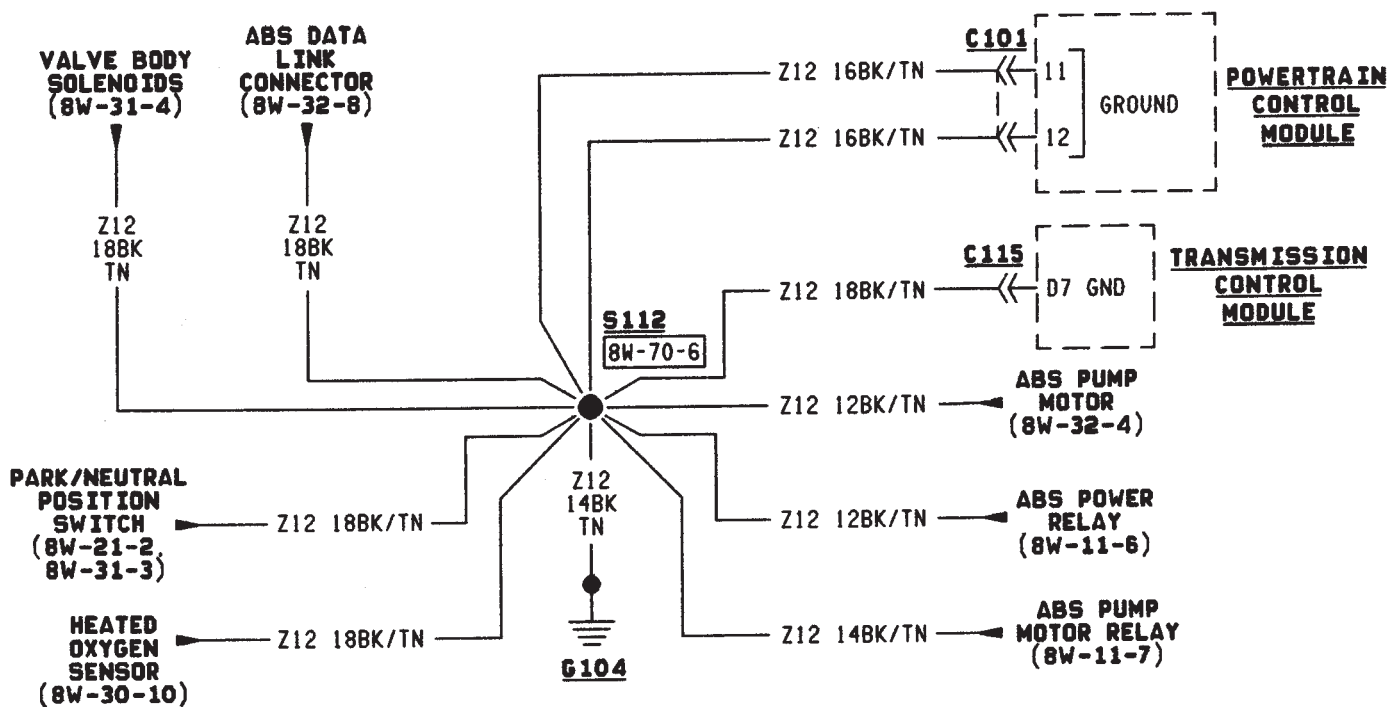 VALVE BODY
SOLENOIDS
(8W-31-4)
ABS DATA
LINK
CONNECTOR
(8W-32-8)
Z12
18BK
TN
Z12
18BK
TN
Z12 16BK/TN
C101
11
GROUND
POWERTRAIN
CONTROL
MODULE
Z12 16BK/TN
12
Z12 18BK/TN
C115
D7 GND
TRANSMISSION
CONTROL
MODULE
S112
8W-70-6
Z12 12BK/TN
ABS PUMP
MOTOR
(8W-32-4)
PARK/NEUTRAL
POSITION
SWITCH
(8W-21-2,
8W-31-3)
Z12 18BK/TN
Z12
14BK
TN
Z12 12BK/TN
ABS POWER
RELAY
(8W-11-6)
HEATED
OXYGEN
SENSOR
(8W-30-10)
Z12 18BK/TN
G104
Z12 14BK/TN
ABS PUMP
MOTOR RELAY
(8W-11-7)